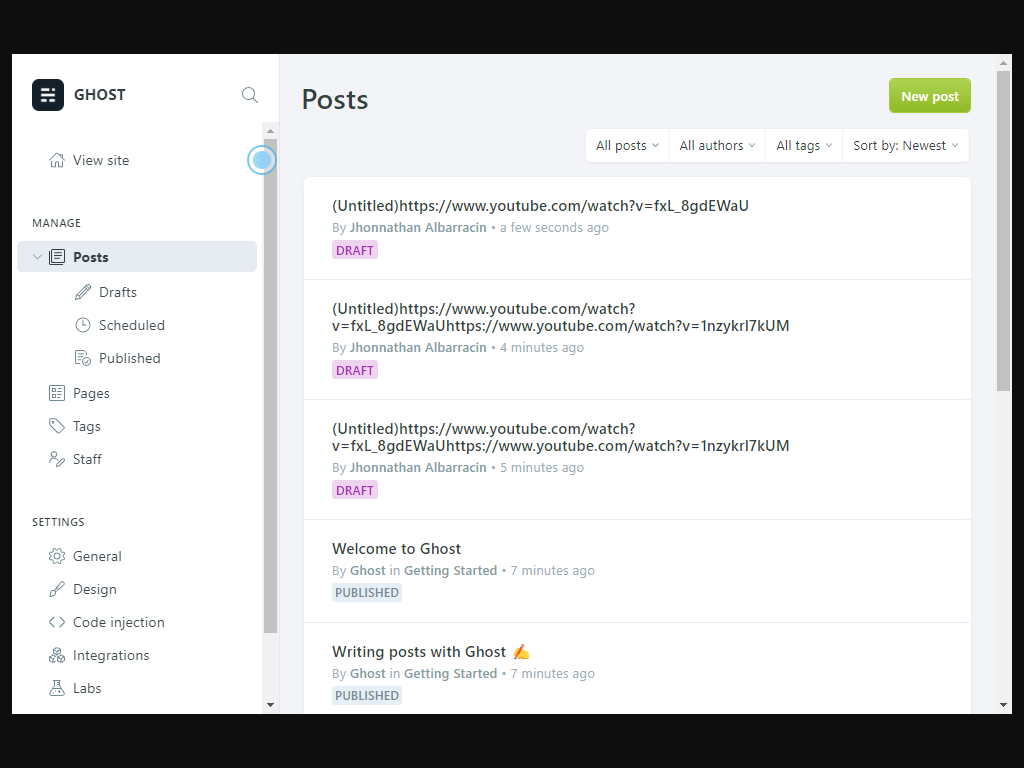 GHOST
View site
MANAGE
Posts
Drafts
Scheduled
Published
Pages
Tags
Staff
SETTINGS
General
Design
Code injection
Integrations
Labs
Posts
New post
All posts
All authors
All tags
Sort by: Newest
(Untitled)https://www.youtube.com/watch?v=fxL_8gdEWaU
By Jhonnathan Albarracin • a few seconds ago
DRAFT
(Untitled)https://www.youtube.com/watch?
v=fxL_8gdEWaUhttps://www.youtube.com/watch?v=1nzykrI7kUM
By Jhonnathan Albarracin • 4 minutes ago
DRAFT
(Untitled)https://www.youtube.com/watch?
v=fxL_8gdEWaUhttps://www.youtube.com/watch?v=1nzykrI7kUM
By Jhonnathan Albarracin • 5 minutes ago
DRAFT
Welcome to Ghost
By Ghost in Getting Started • 7 minutes ago
PUBLISHED
Writing posts with Ghost ✍️
By Ghost in Getting Started • 7 minutes ago
PUBLISHED